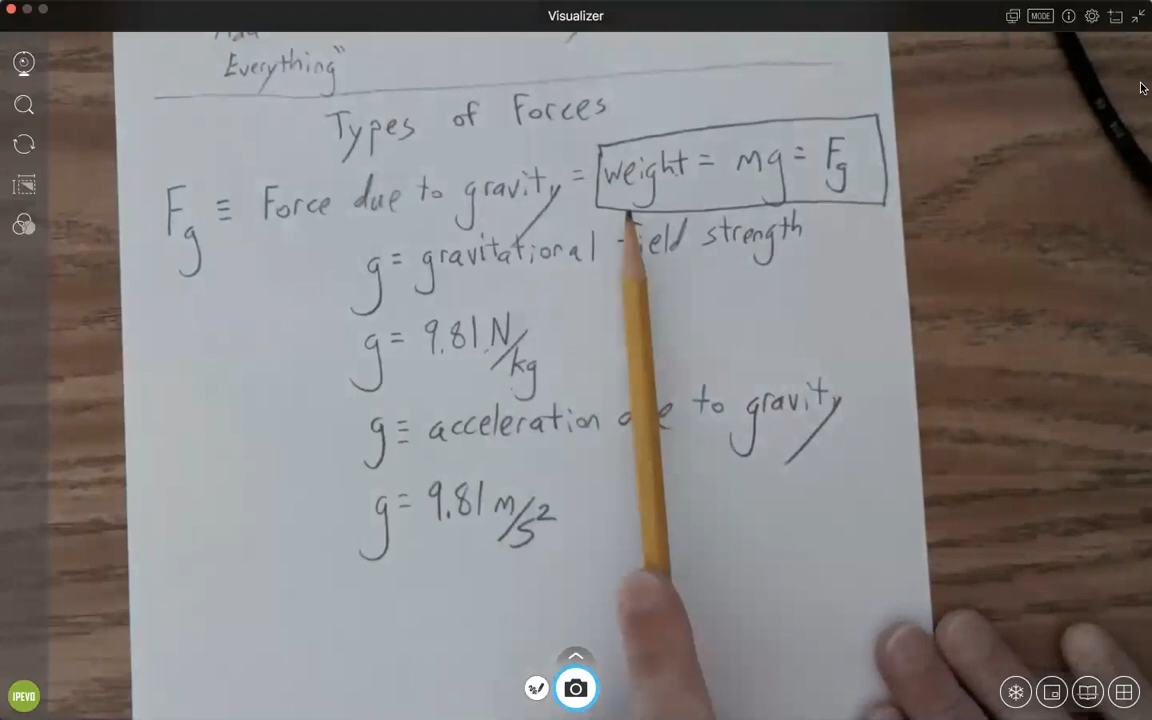 Visualizer
MODE
Everything"
Types of Forces
Fg ≡ Force due to gravity = weight = mg = Fg
g = gravitational field strength
g = 9.81 N/kg
g ≡ acceleration due to gravity
g = 9.81 m/s²
IPEVO